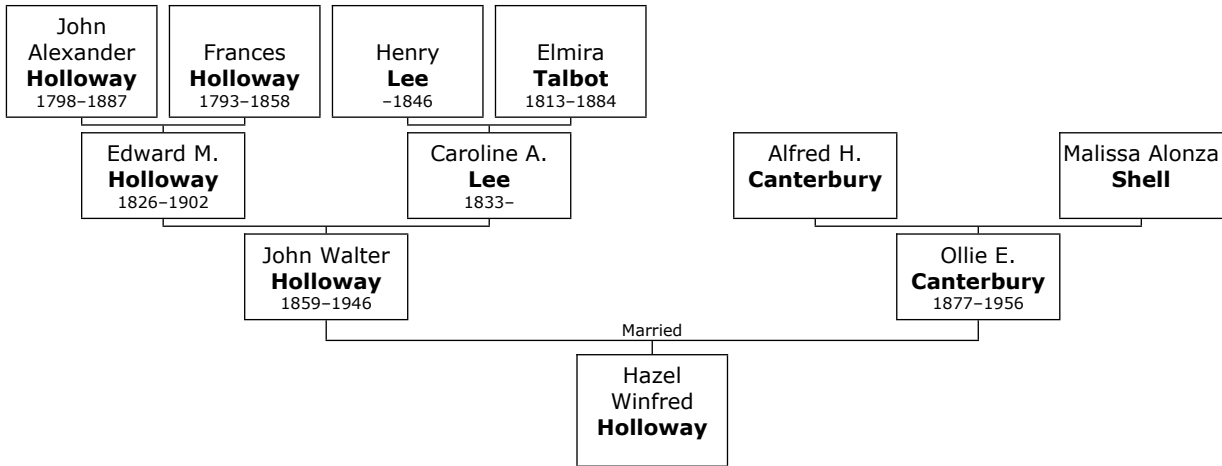 John
Alexander
Holloway
1798–1887
Frances
Holloway
1793–1858
Henry
Lee
–1846
Elmira
Talbot
1813–1884
Edward M.
Holloway
1826–1902
Caroline A.
Lee
1833–
Alfred H.
Canterbury
Malissa Alonza
Shell
John Walter
Holloway
1859–1946
Ollie E.
Canterbury
1877–1956
Married
Hazel
Winfred
Holloway